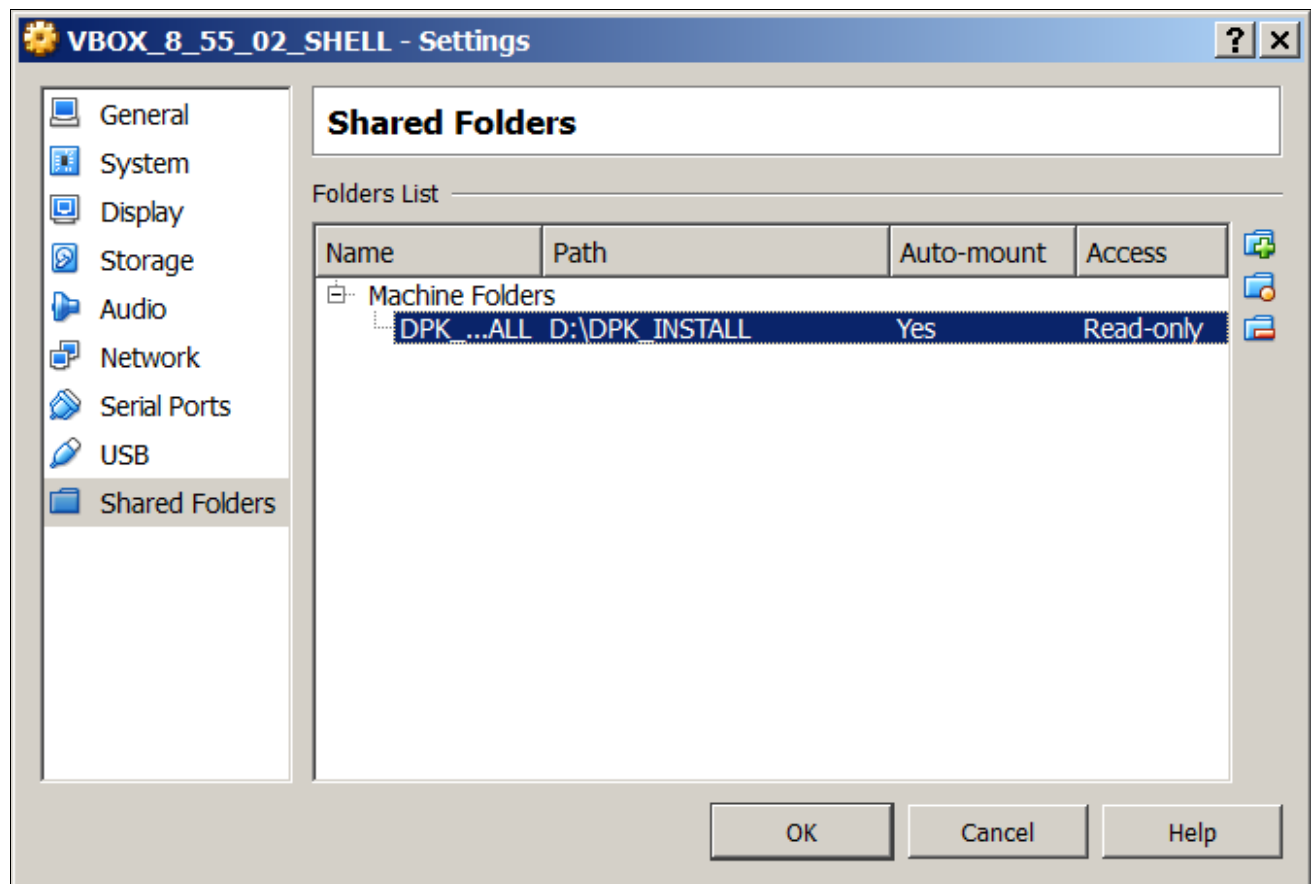 VBOX_8_55_02_SHELL - Settings ? ×
General
System
Display
Storage
Audio
Network
Serial Ports
USB
Shared Folders
Shared Folders
Folders List
Name Path Auto-mount Access
Machine Folders
DPK_...ALL D:\DPK_INSTALL Yes Read-only
OK Cancel Help